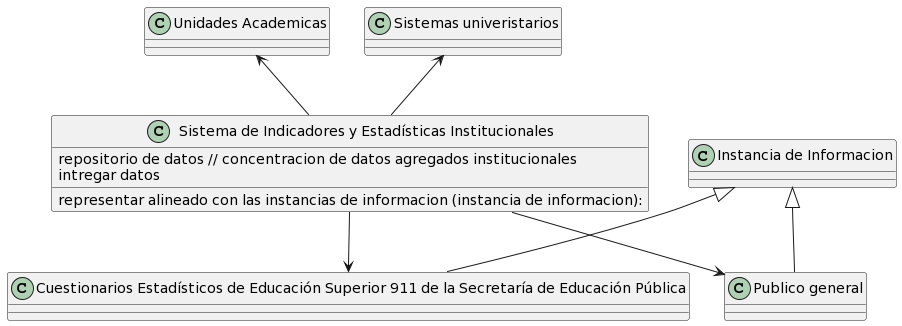 C Unidades Academicas
C Sistemas univeristarios
C Sistema de Indicadores y Estadísticas Institucionales
repositorio de datos // concentracion de datos agregados institucionales
intregar datos
representar alineado con las instancias de informacion (instancia de informacion):
C Instancia de Informacion
C Cuestionarios Estadísticos de Educación Superior 911 de la Secretaría de Educación Pública
C Publico general